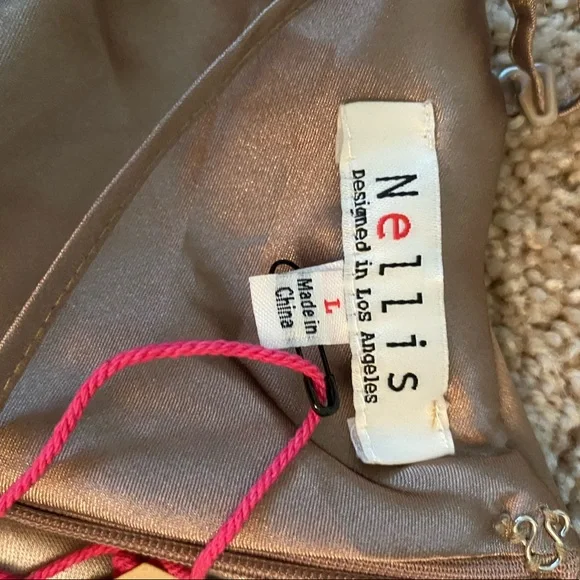 Nellis
Designed in Los Angeles
L
Made in
China